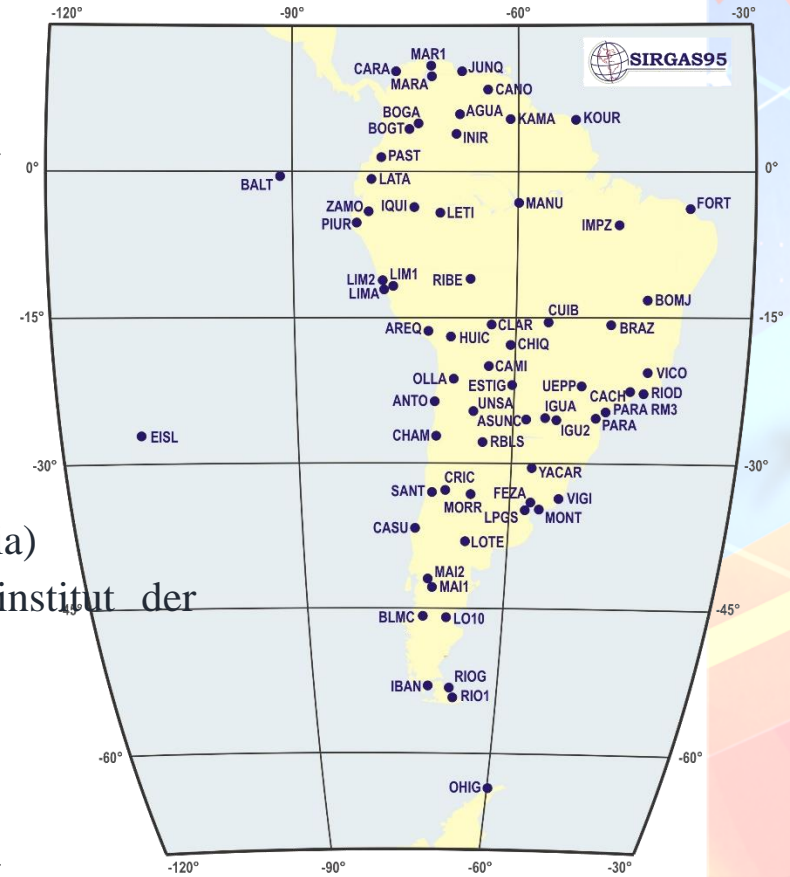 -120° -90° -60° -30°
SIRGAS95
MAR1
CARA JUNQ
MARA
CANO
BOGA AGUA
KAMA KOUR
BOGT
INIR
PAST
0° 0°
LATA
BALT
ZAMO IQUI LETI MANU FORT
PIUR IMPZ
LIM2 LIM1 RIBE
LIMA
BOMJ
CUIB
-15° -15°
AREQ CLAR BRAZ
HUIC CHIQ
CAMI
VICO
OLLA ESTIG UEPP
CACH RIOD
ANTO UNSA IGUA PARA RM3
ASUNC IGU2 PARA
EISL CHAM RBLS
-30° -30°
YACAR
CRIC
SANT FEZA VIGI
MORR
LPGS MONT
CASU
LOTE
la)
MAI2
MAI1
institut der
-45° -45°
BLMC LO10
IBAN RIOG
RIO1
-60° -60°
OHIG
-120° -90° -60° -30°